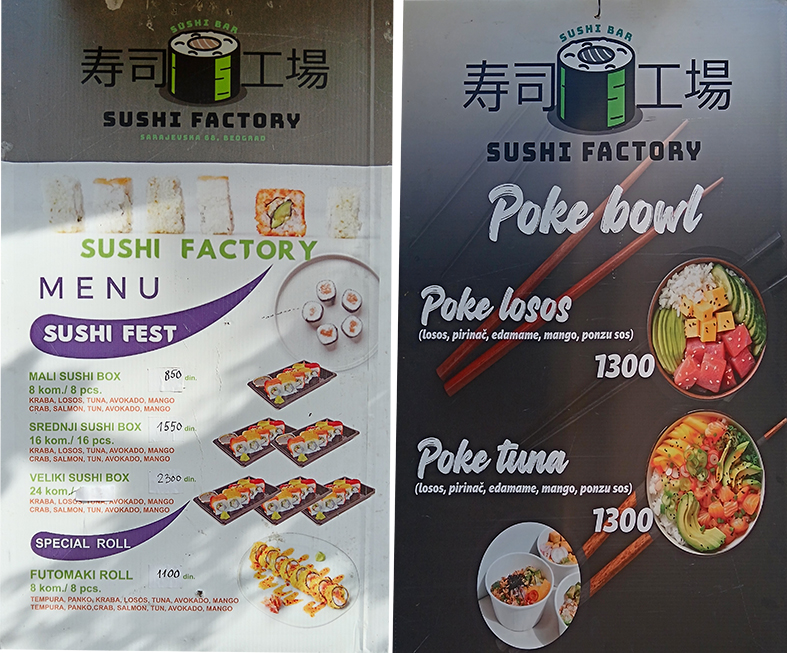 SUSHI BAR
寿司工場
SUSHI FACTORY
SARAJEVSKA 68, BEOGRAD
SUSHI FACTORY
MENU
SUSHI FEST
MALI SUSHI BOX 850 din.
8 kom./ 8 pcs.
KRABA, LOSOS, TUNA, AVOKADO, MANGO
CRAB, SALMON, TUN, AVOKADO, MANGO
SREDNJI SUSHI BOX 1550 din.
16 kom./ 16 pcs.
KRABA, LOSOS, TUNA, AVOKADO, MANGO
CRAB, SALMON, TUN, AVOKADO, MANGO
VELIKI SUSHI BOX 2300 din.
24 kom./
KRABA, LOSOS, TUNA, AVOKADO, MANGO
CRAB, SALMON, TUN, AVOKADO, MANGO
SPECIAL ROLL
FUTOMAKI ROLL 1100 din.
8 kom./ 8 pcs.
TEMPURA, PANKO, KRABA, LOSOS, TUNA, AVOKADO, MANGO
TEMPURA, PANKO,CRAB, SALMON, TUN, AVOKADO, MANGO
SUSHI BAR
寿司工場
SUSHI FACTORY
Poke bowl
Poke losos
(losos, pirinač, edamame, mango, ponzu sos)
1300
Poke tuna
(losos, pirinač, edamame, mango, ponzu sos)
1300